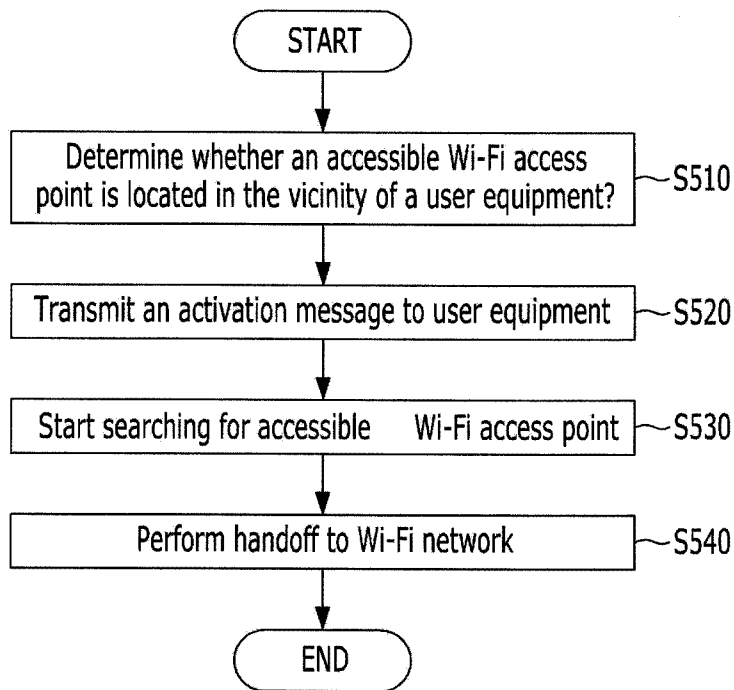 START
Determine whether an accessible Wi-Fi access
point is located in the vicinity of a user equipment?
S510
Transmit an activation message to user equipment
S520
Start searching for accessible Wi-Fi access point
S530
Perform handoff to Wi-Fi network
S540
END